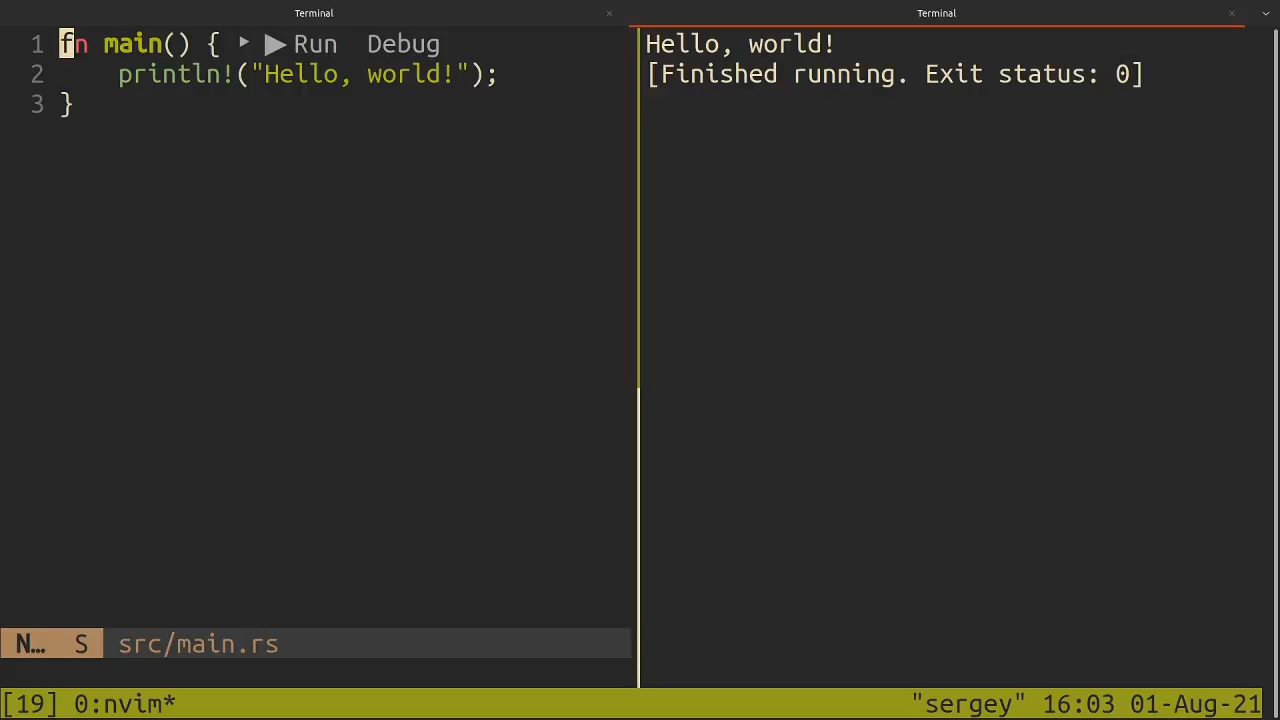 Terminal
Terminal
1 fn main() { ▸ ▶ Run  Debug
2     println!("Hello, world!");
3 }
Hello, world!
[Finished running. Exit status: 0]
N… S src/main.rs
[19] 0:nvim* "sergey" 16:03 01-Aug-21